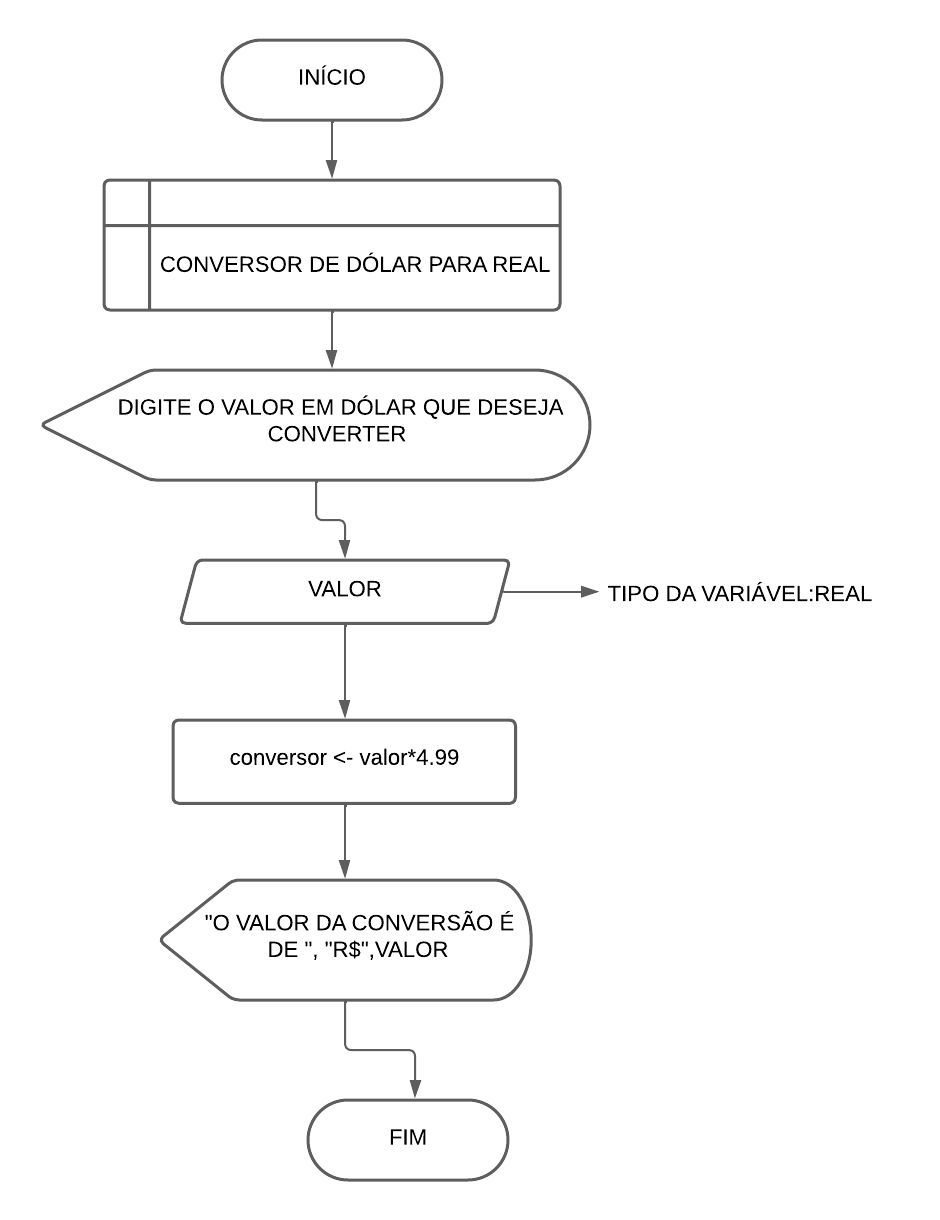 INÍCIO
CONVERSOR DE DÓLAR PARA REAL
DIGITE O VALOR EM DÓLAR QUE DESEJA
CONVERTER
VALOR
TIPO DA VARIÁVEL:REAL
conversor <- valor*4.99
"O VALOR DA CONVERSÃO É
DE ", "R$",VALOR
FIM